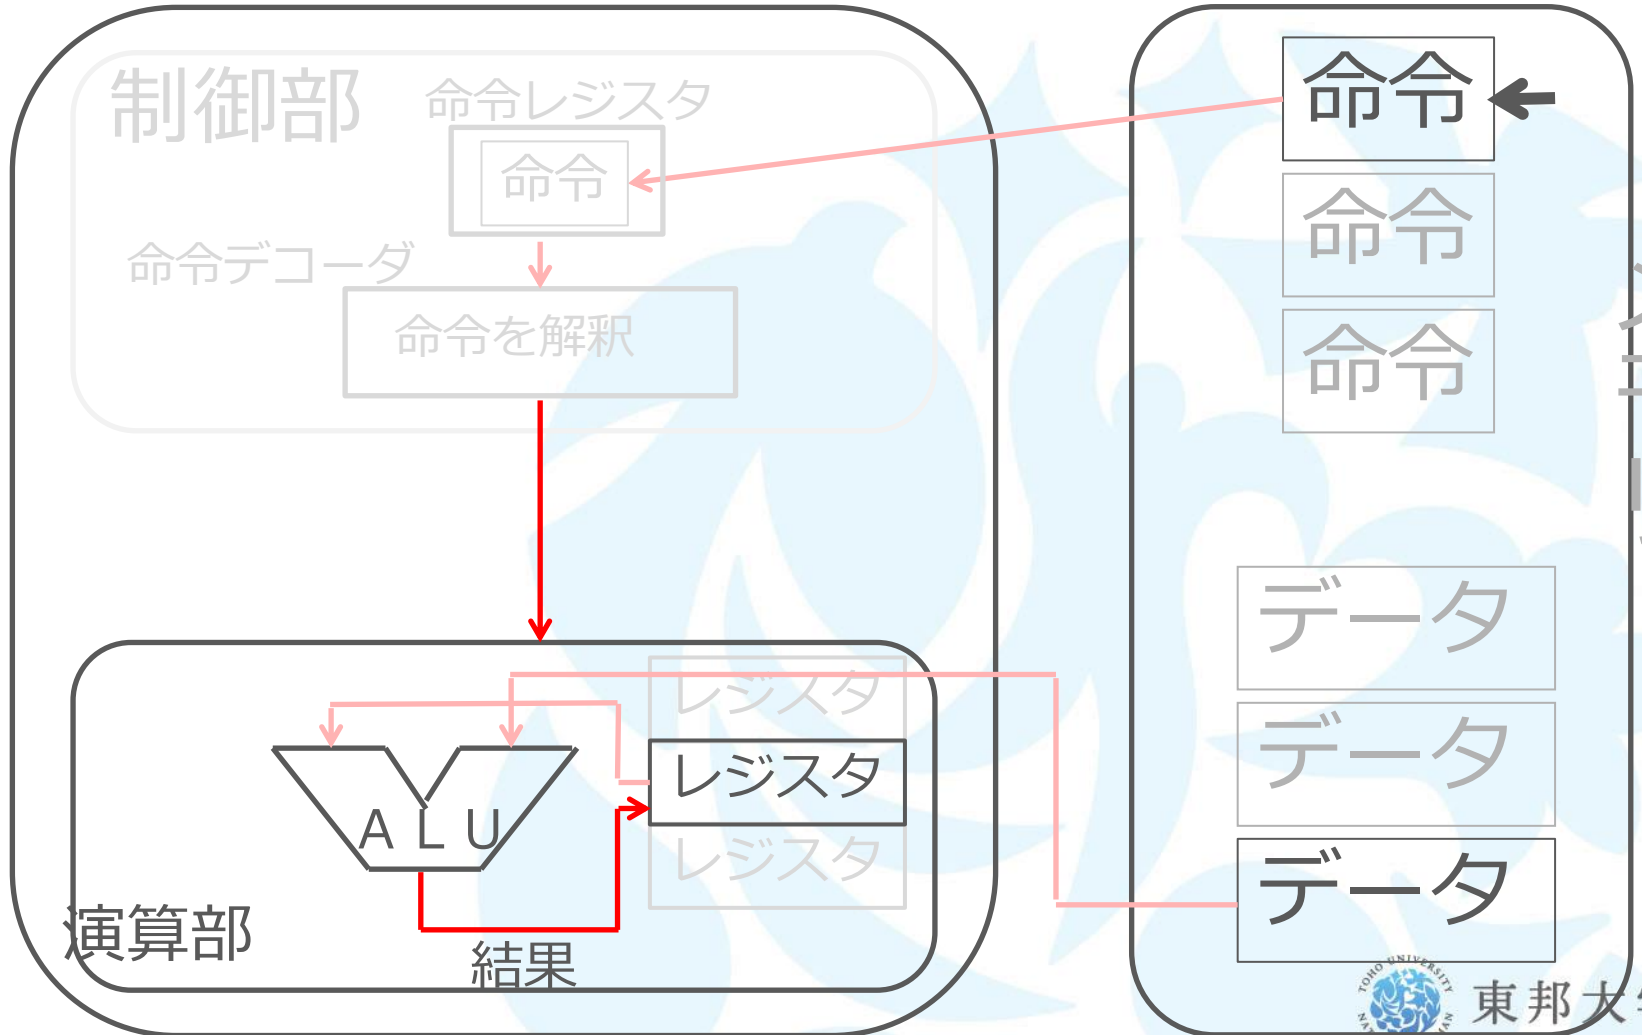 制御部
命令レジスタ
命令
命令デコーダ
命令を解釈
レジスタ
レジスタ
レジスタ
ALU
演算部
結果
命令
命令
命令
データ
データ
データ
TOHO UNIVERSITY
東邦大